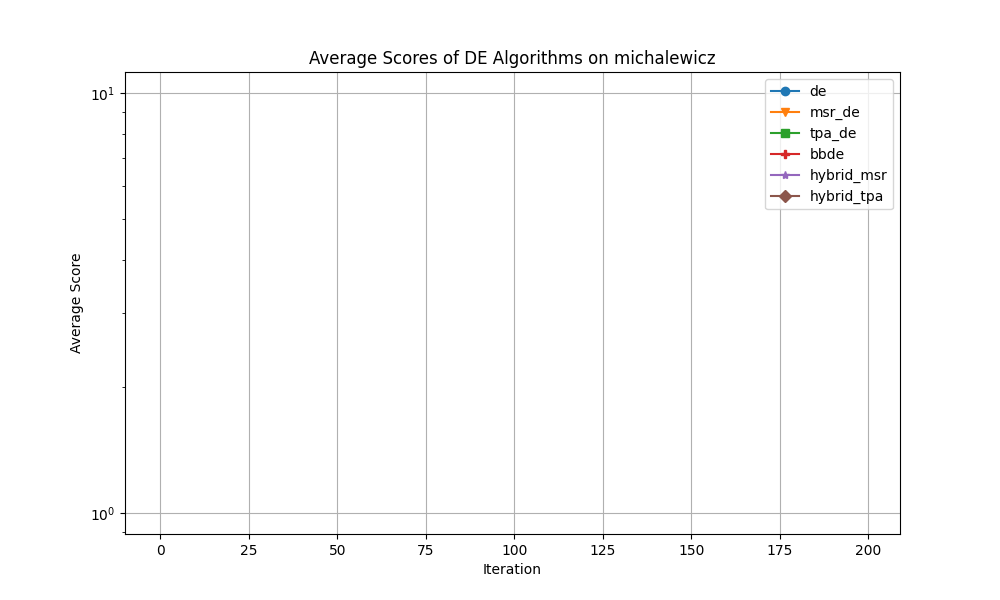 Average Scores of DE Algorithms on michalewicz
10¹
10⁰
Average Score
de
msr_de
tpa_de
bbde
hybrid_msr
hybrid_tpa
0 25 50 75 100 125 150 175 200
Iteration